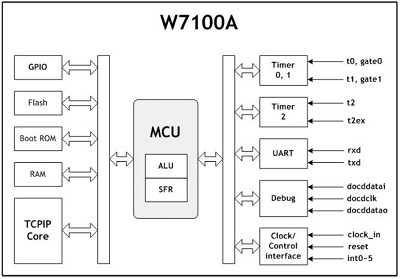 W7100A
GPIO
Flash
Boot ROM
RAM
TCPIP
Core
MCU
ALU
SFR
Timer
0, 1
t0, gate0
t1, gate1
Timer
2
t2
t2ex
UART
rxd
txd
Debug
docddatai
docdclk
docddatao
Clock/
Control
interface
clock_in
reset
int0-5